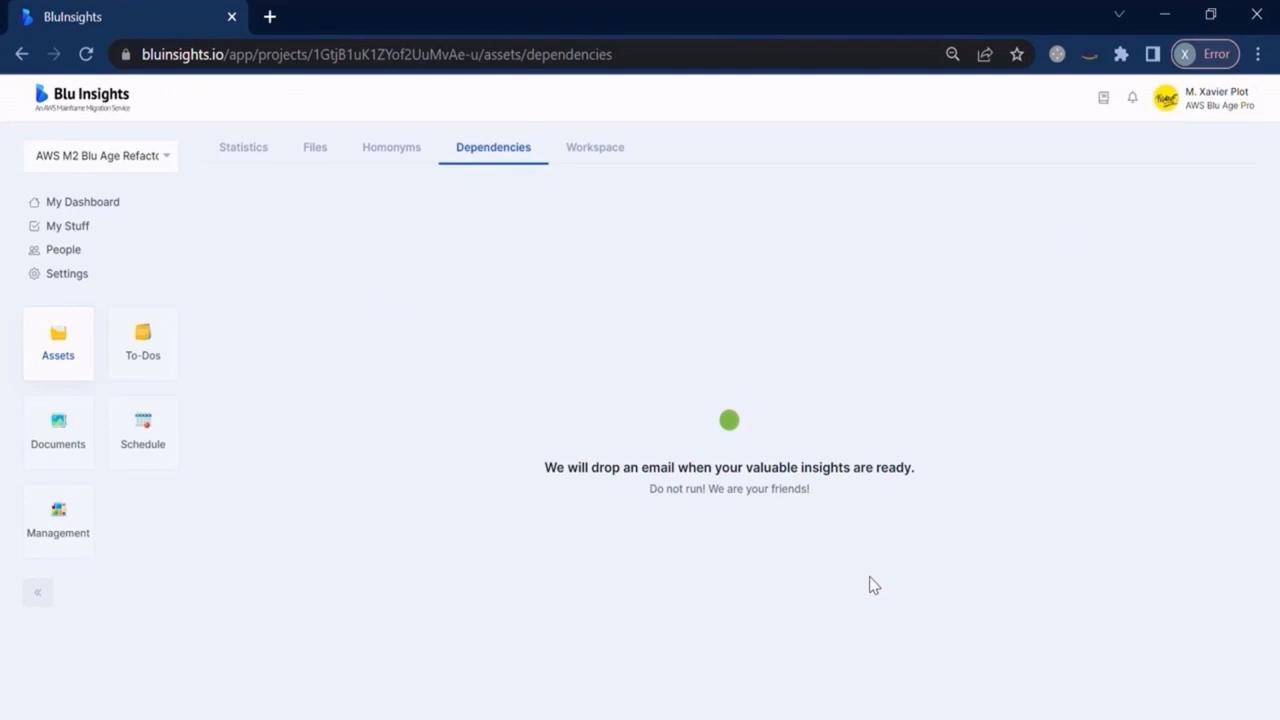 BluInsights
bluinsights.io/app/projects/1GtjB1uK1ZYof2UuMvAe-u/assets/dependencies
X Error
Blu Insights
An AWS Mainframe Migration Service
M. Xavier Plot
AWS Blu Age Pro
AWS M2 Blu Age Refacto
Statistics Files Homonyms Dependencies Workspace
My Dashboard
My Stuff
People
Settings
Assets To-Dos
Documents Schedule
Management
We will drop an email when your valuable insights are ready.
Do not run! We are your friends!